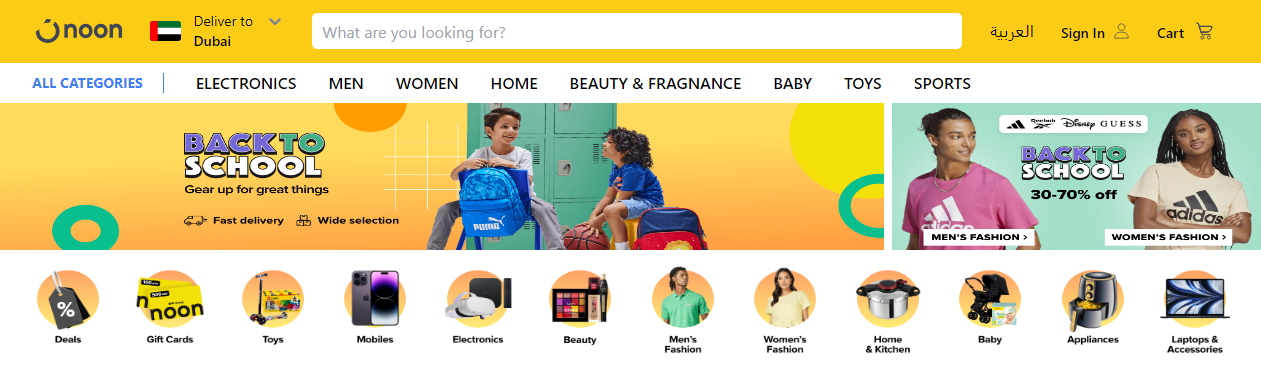 noon
Deliver to
Dubai
What are you looking for?
العربية
Sign In
Cart
ALL CATEGORIES
ELECTRONICS
MEN
WOMEN
HOME
BEAUTY & FRAGNANCE
BABY
TOYS
SPORTS
BACK TO
SCHOOL
Gear up for great things
Fast delivery
Wide selection
PUMA
Reebok
Disney
GUESS
BACK TO
SCHOOL
30-70% off
adidas
adidas
MEN'S FASHION >
WOMEN'S FASHION >
%
noon
Deals
Gift Cards
Toys
Mobiles
Electronics
Beauty
Men's
Fashion
Women's
Fashion
Home
& Kitchen
Baby
Appliances
Laptops &
Accessories